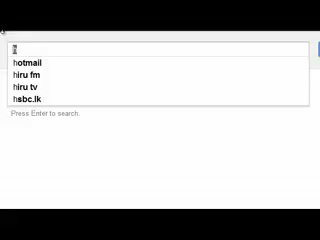 h
hotmail
hiru fm
hiru tv
hsbc.lk
Press Enter to search.